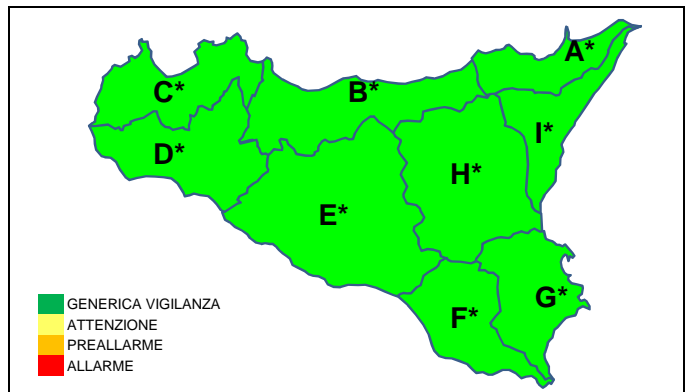 A*
B*
C*
I*
D*
H*
E*
G*
F*
GENERICA VIGILANZA
ATTENZIONE
PREALLARME
ALLARME